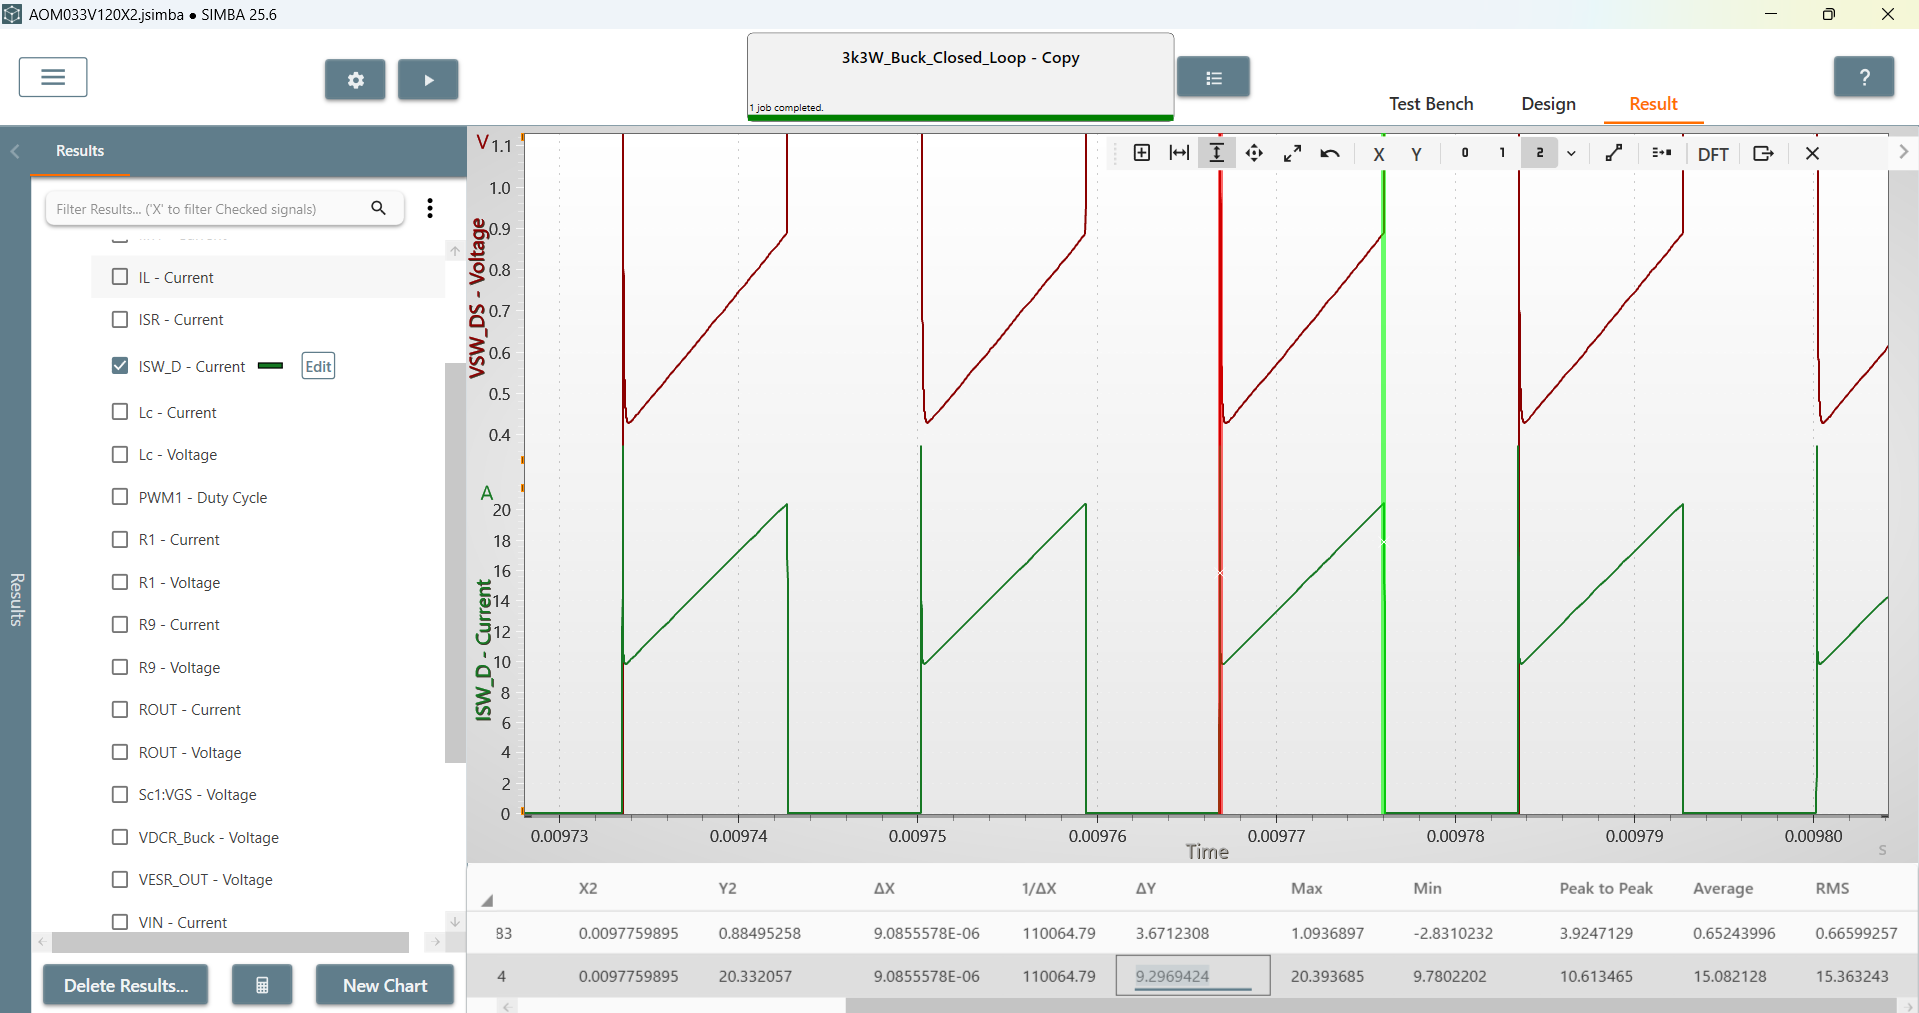 AOM033V120X2.jsimba ● SIMBA 25.6
3k3W_Buck_Closed_Loop - Copy
1 job completed.
?
Test Bench
Design
Result
Results
Filter Results... ('X' to filter Checked signals)
IL - Current
ISR - Current
ISW_D - Current
Edit
Lc - Current
Lc - Voltage
PWM1 - Duty Cycle
R1 - Current
R1 - Voltage
R9 - Current
R9 - Voltage
ROUT - Current
ROUT - Voltage
Sc1:VGS - Voltage
VDCR_Buck - Voltage
VESR_OUT - Voltage
VIN - Current
Results
Delete Results...
New Chart
X Y 0 1 2 DFT
V
VSW_DS - Voltage
1.1
1.0
0.9
0.8
0.7
0.6
0.5
0.4
A
ISW_D - Current
20
18
16
14
12
10
8
6
4
2
0
0.00973 0.00974 0.00975 0.00976 0.00977 0.00978 0.00979 0.00980
Time
s
X2 Y2 ΔX 1/ΔX ΔY Max Min Peak to Peak Average RMS
83 0.0097759895 0.88495258 9.0855578E-06 110064.79 3.6712308 1.0936897 -2.8310232 3.9247129 0.65243996 0.66599257
4 0.0097759895 20.332057 9.0855578E-06 110064.79 9.2969424 20.393685 9.7802202 10.613465 15.082128 15.363243